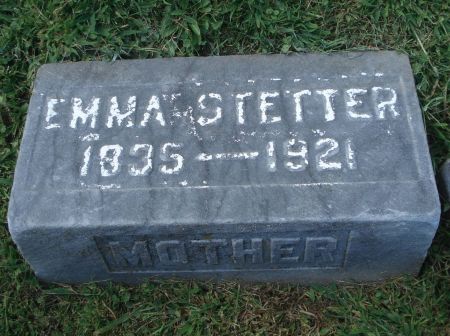 EMMA STETTER
1835 — 1921
MOTHER